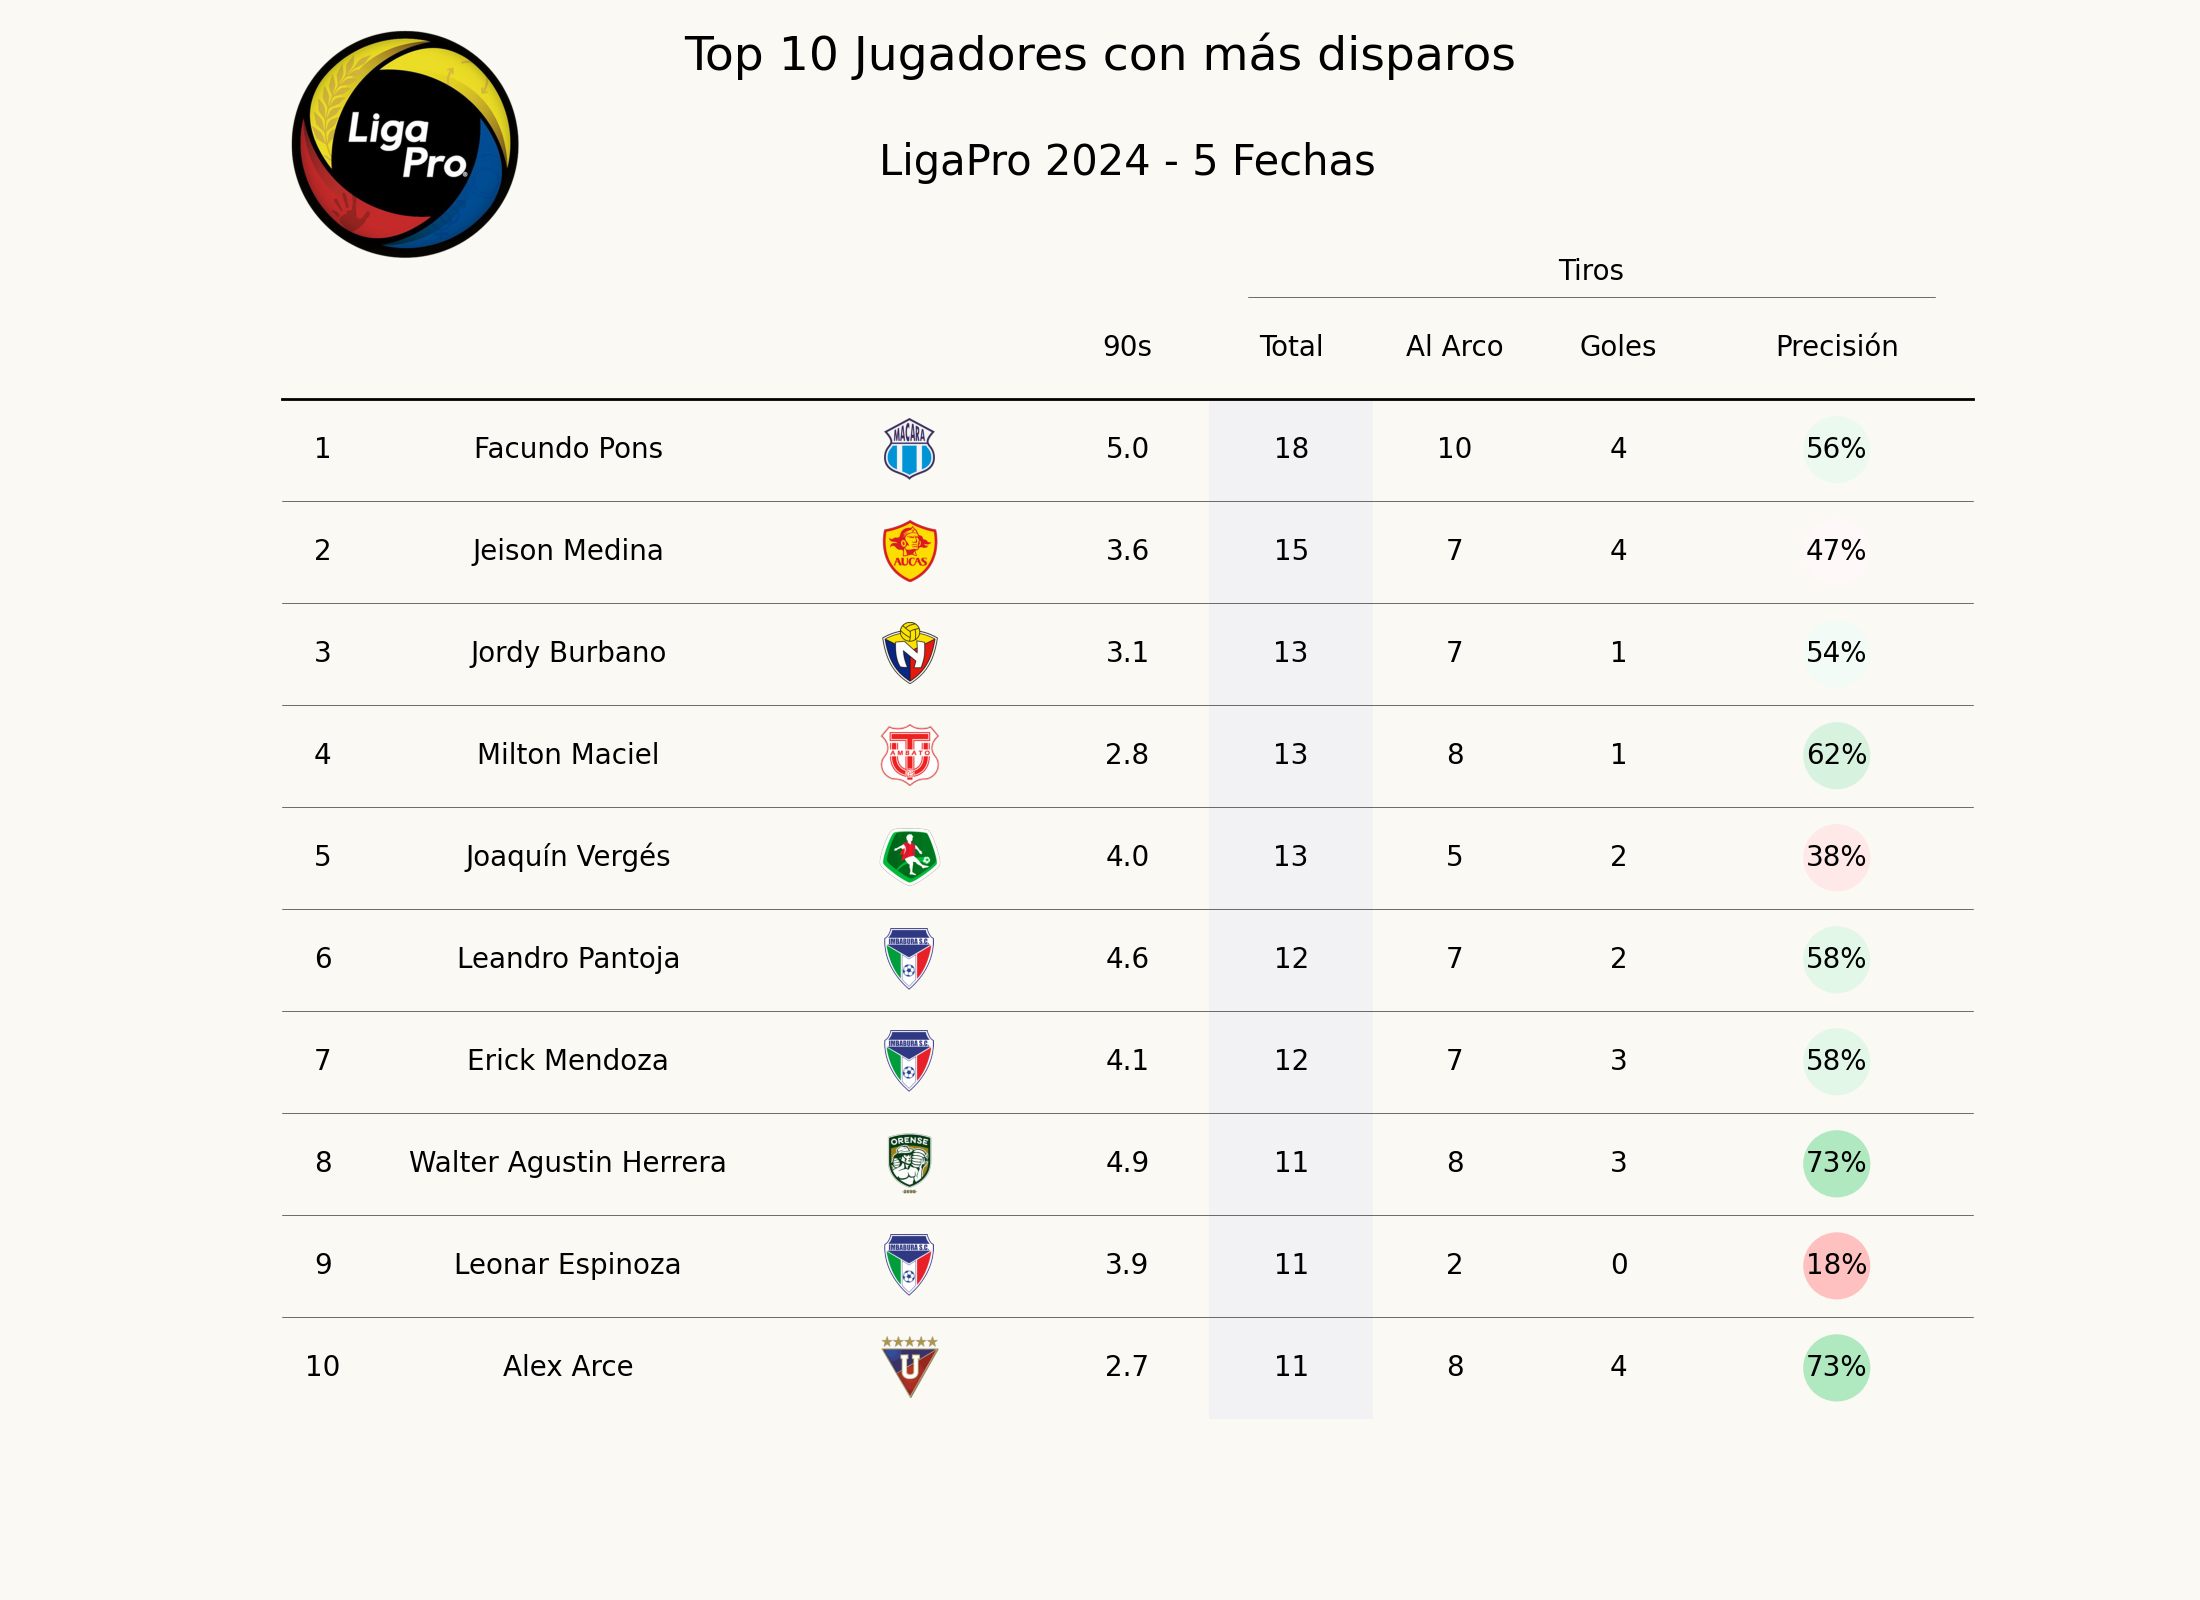 Top 10 Jugadores con más disparos
Liga
Pro
LigaPro 2024 - 5 Fechas
Tiros
90s Total Al Arco Goles Precisión
1 Facundo Pons MACARA 5.0 18 10 4 56%
2 Jeison Medina AUCAS 3.6 15 7 4 47%
3 Jordy Burbano N 3.1 13 7 1 54%
4 Milton Maciel AMBATO 2.8 13 8 1 62%
5 Joaquín Vergés 4.0 13 5 2 38%
6 Leandro Pantoja IMBABURA S.C. 4.6 12 7 2 58%
7 Erick Mendoza IMBABURA S.C. 4.1 12 7 3 58%
8 Walter Agustin Herrera ORENSE 4.9 11 8 3 73%
9 Leonar Espinoza IMBABURA S.C. 3.9 11 2 0 18%
10 Alex Arce U 2.7 11 8 4 73%